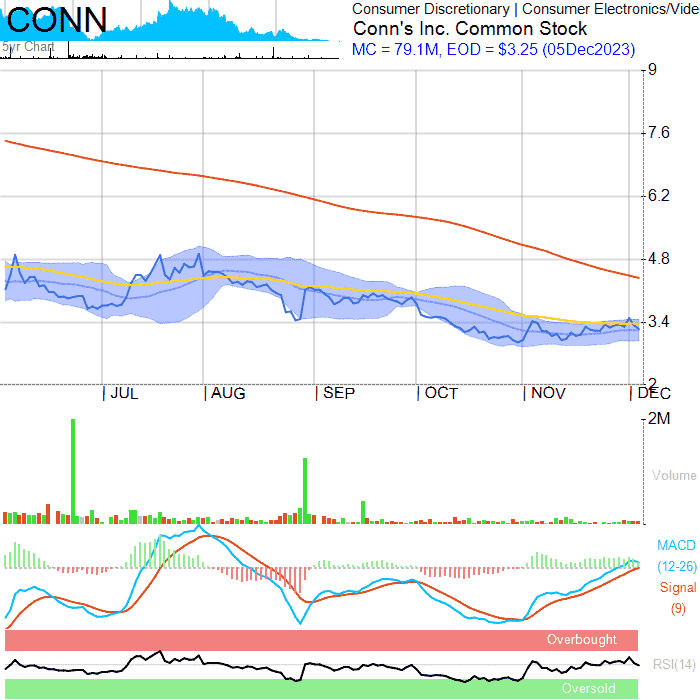 CONN
5yr Chart
Consumer Discretionary | Consumer Electronics/Vide
Conn's Inc. Common Stock
MC = 79.1M, EOD = $3.25 (05Dec2023)
9
7.6
6.2
4.8
3.4
2
| JUL | AUG | SEP | OCT | NOV | DEC
2M
Volume
MACD
(12-26)
Signal
(9)
Overbought
RSI(14)
Oversold